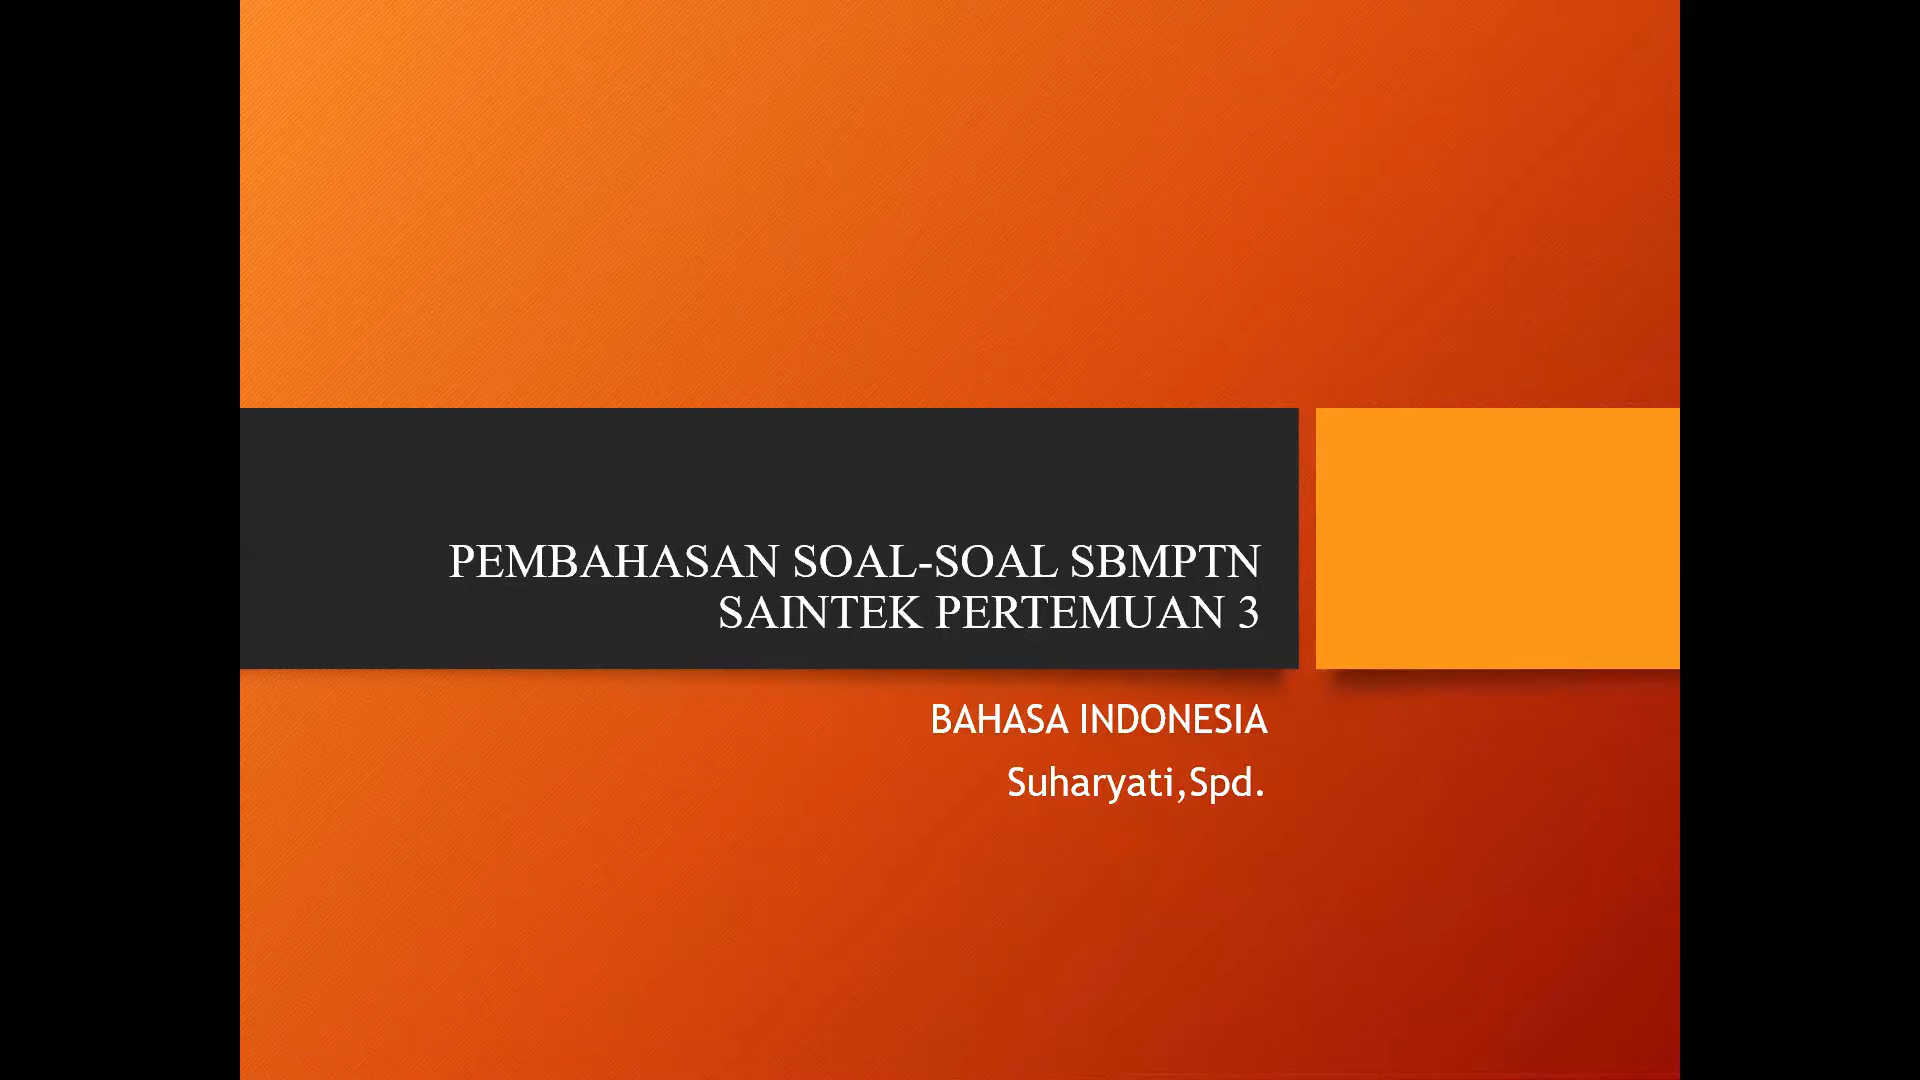 PEMBAHASAN SOAL-SOAL SBMPTN
SAINTEK PERTEMUAN 3
BAHASA INDONESIA
Suharyati,Spd.